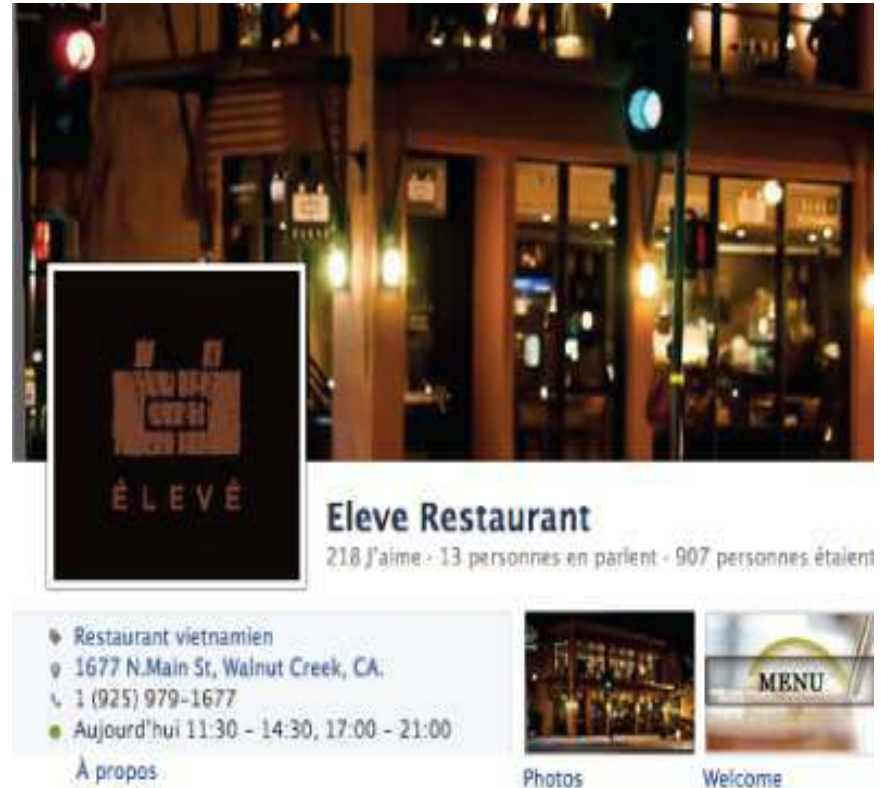 ÉLEVÉ
Eleve Restaurant
218 J'aime · 13 personnes en parlent · 907 personnes étaient
Restaurant vietnamien
1677 N.Main St, Walnut Creek, CA.
1 (925) 979-1677
Aujourd'hui 11:30 - 14:30, 17:00 - 21:00
À propos
MENU
Photos
Welcome